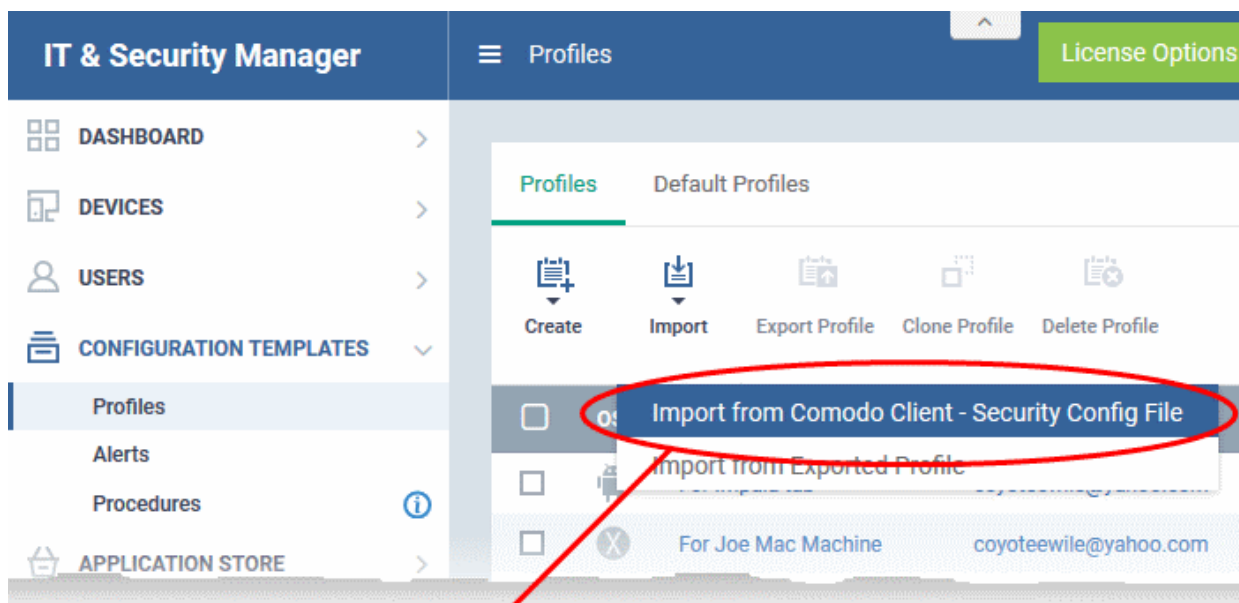 IT & Security Manager
Profiles
License Options
DASHBOARD
DEVICES
USERS
CONFIGURATION TEMPLATES
Profiles
Alerts
Procedures
APPLICATION STORE
Profiles
Default Profiles
Create
Import
Export Profile
Clone Profile
Delete Profile
OS
Import from Comodo Client - Security Config File
Import from Exported Profile
For Joe Mac Machine
coyoteewile@yahoo.com